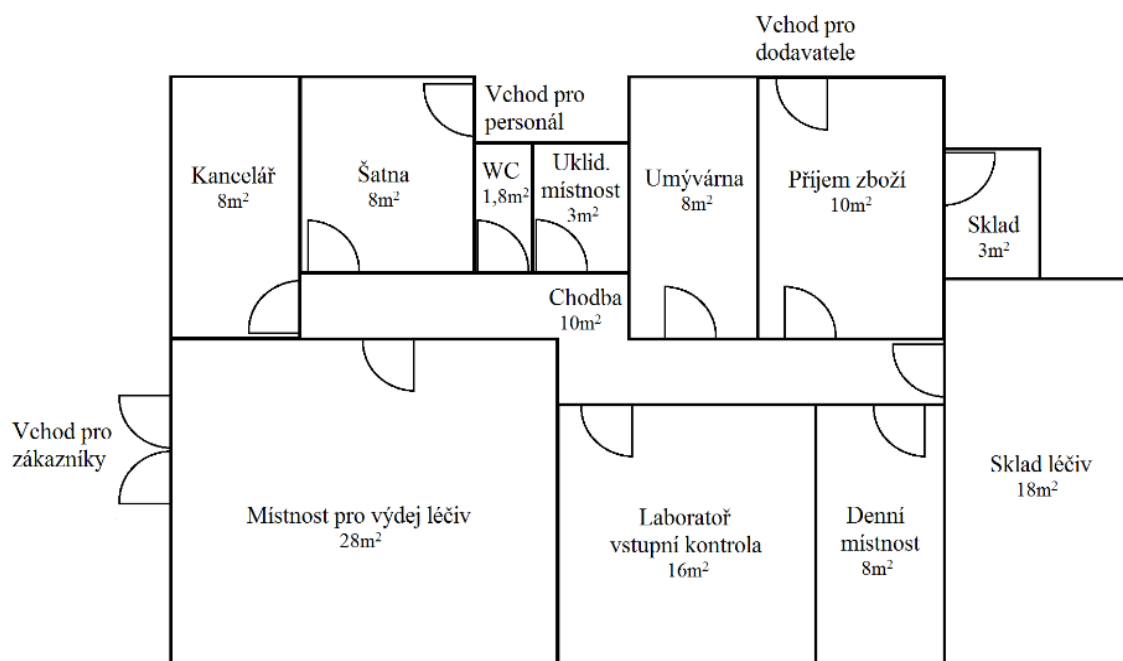 Vchod pro
dodavatele
Vchod pro
personál
Kancelář
8m²
Šatna
8m²
WC
1,8m²
Uklid.
místnost
3m²
Umývárna
8m²
Příjem zboží
10m²
Sklad
3m²
Chodba
10m²
Vchod pro
zákazníky
Místnost pro výdej léčiv
28m²
Laboratoř
vstupní kontrola
16m²
Denní
místnost
8m²
Sklad léčiv
18m²